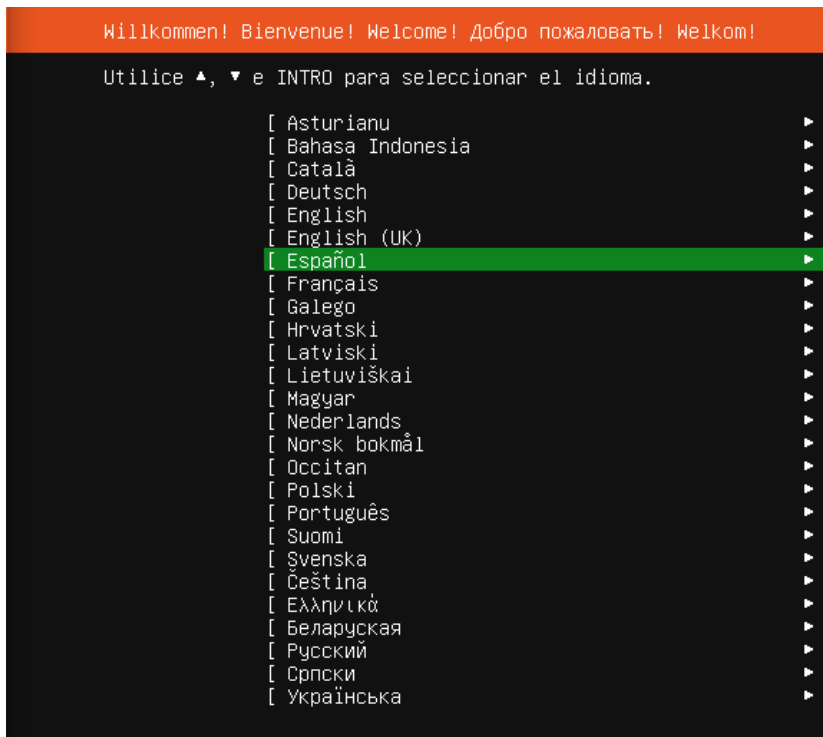 Willkommen! Bienvenue! Welcome! Добро пожаловать! Welkom!
Utilice ▲, ▼ e INTRO para seleccionar el idioma.
[ Asturianu ▸
[ Bahasa Indonesia ▸
[ Català ▸
[ Deutsch ▸
[ English ▸
[ English (UK) ▸
[ Español ▸
[ Français ▸
[ Galego ▸
[ Hrvatski ▸
[ Latviski ▸
[ Lietuviškai ▸
[ Magyar ▸
[ Nederlands ▸
[ Norsk bokmål ▸
[ Occitan ▸
[ Polski ▸
[ Português ▸
[ Suomi ▸
[ Svenska ▸
[ Čeština ▸
[ Ελληνικά ▸
[ Беларуская ▸
[ Русский ▸
[ Српски ▸
[ Українська ▸